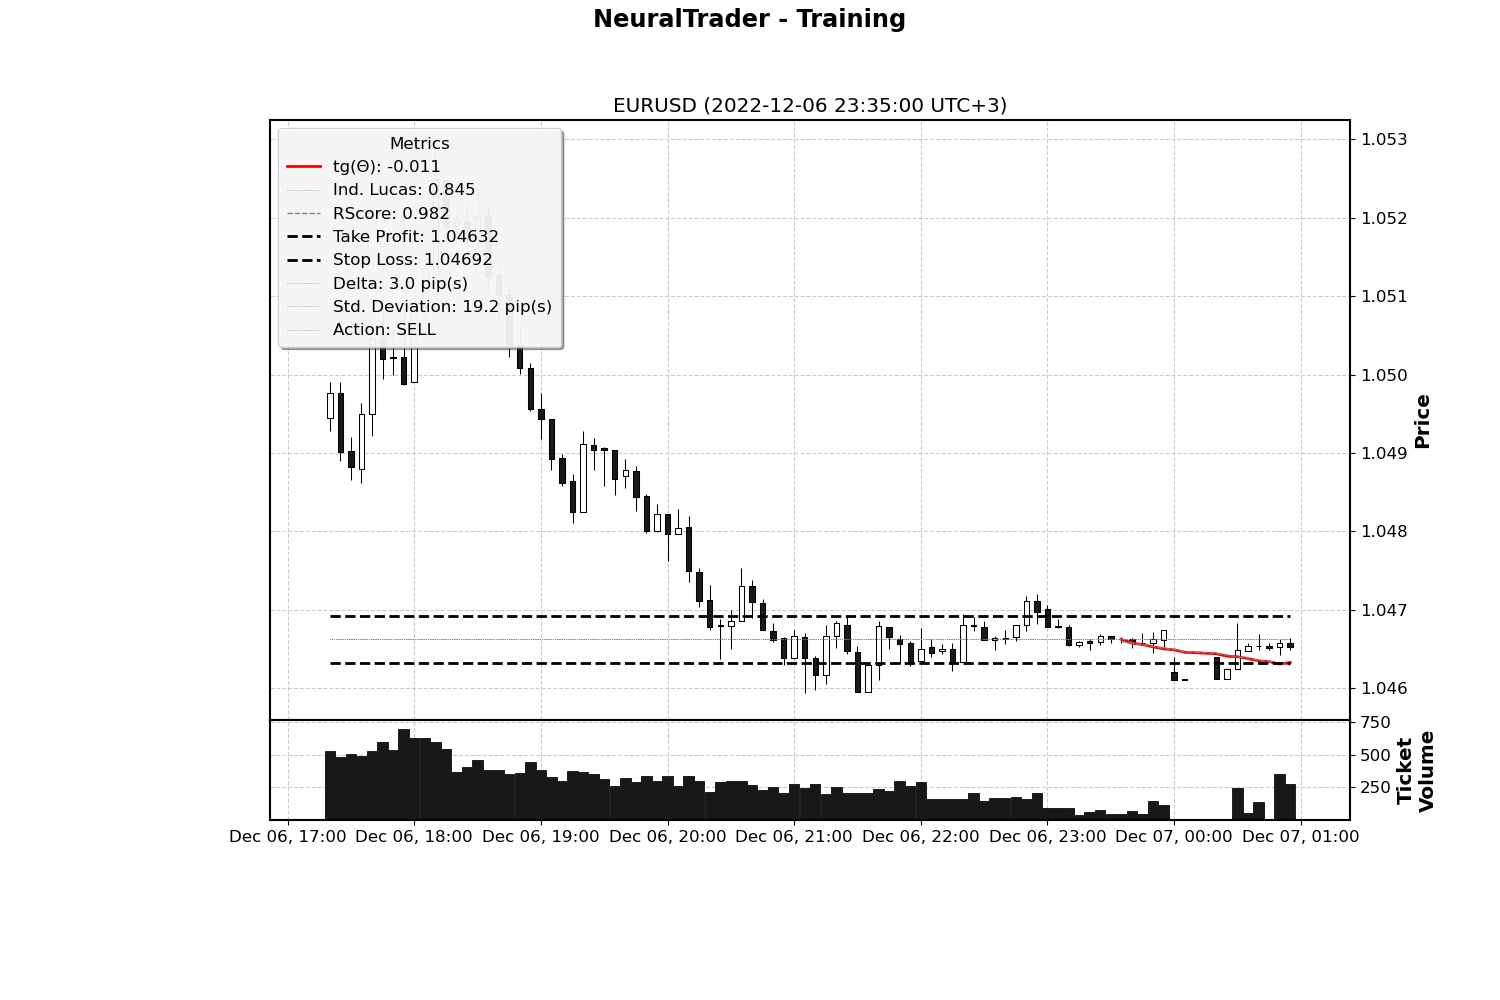 NeuralTrader - Training
EURUSD (2022-12-06 23:35:00 UTC+3)
Metrics
tg(Θ): -0.011
Ind. Lucas: 0.845
RScore: 0.982
Take Profit: 1.04632
Stop Loss: 1.04692
Delta: 3.0 pip(s)
Std. Deviation: 19.2 pip(s)
Action: SELL
1.053
1.052
1.051
1.050
1.049
1.048
1.047
1.046
Price
750
500
250
Ticket
Volume
Dec 06, 17:00 Dec 06, 18:00 Dec 06, 19:00 Dec 06, 20:00 Dec 06, 21:00 Dec 06, 22:00 Dec 06, 23:00 Dec 07, 00:00 Dec 07, 01:00